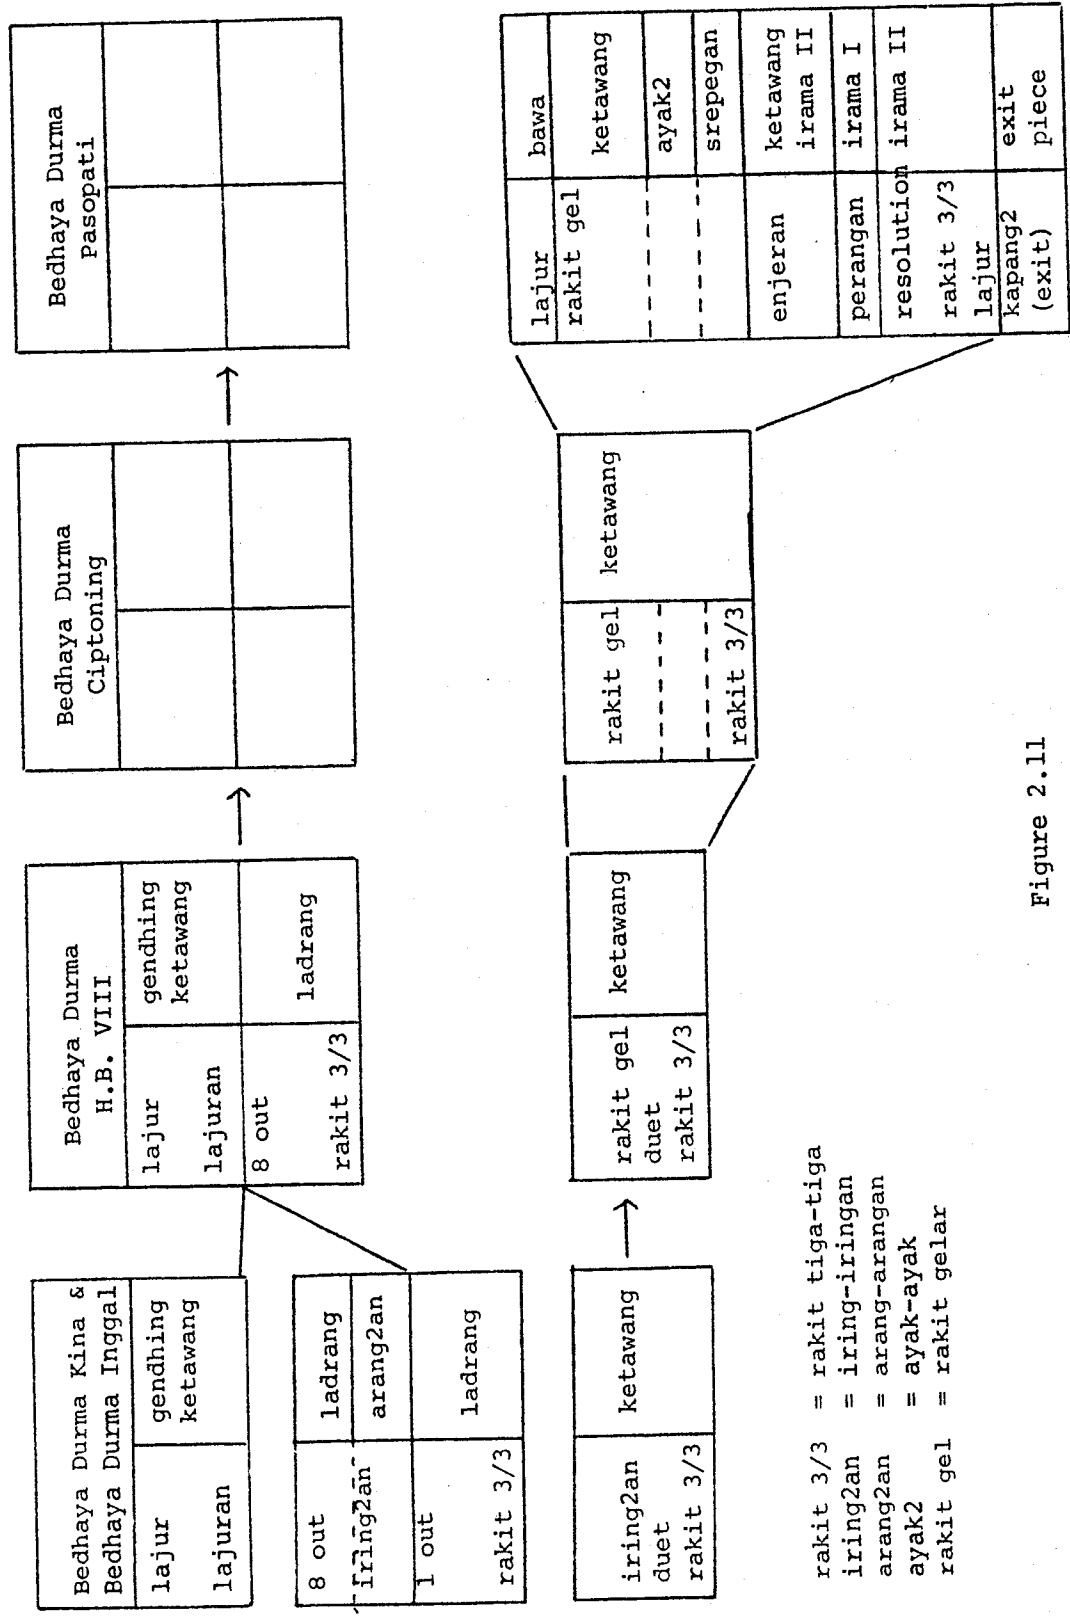 Bedhaya Durma Kina &
Bedhaya Durma Inggal
lajur
lajuran
gendhing
ketawang
8 out
iring2an
1 out
rakit 3/3
ladrang
arang2an
ladrang
iring2an
duet
rakit 3/3
ketawang
Bedhaya Durma
H.B. VIII
lajur
lajuran
gendhing
ketawang
8 out
rakit 3/3
ladrang
rakit gel
duet
rakit 3/3
ketawang
Bedhaya Durma
Ciptoning
rakit gel
rakit 3/3
ketawang
Bedhaya Durma
Pasopati
lajur
bawa
rakit gel
ketawang
ayak2
srepegan
enjeran
ketawang
irama II
perangan
irama I
resolution
irama II
rakit 3/3
lajur
kapang2
(exit)
exit
piece
rakit 3/3 = rakit tiga-tiga
iring2an = iring-iringan
arang2an = arang-arangan
ayak2 = ayak-ayak
rakit gel = rakit gelar
Figure 2.11